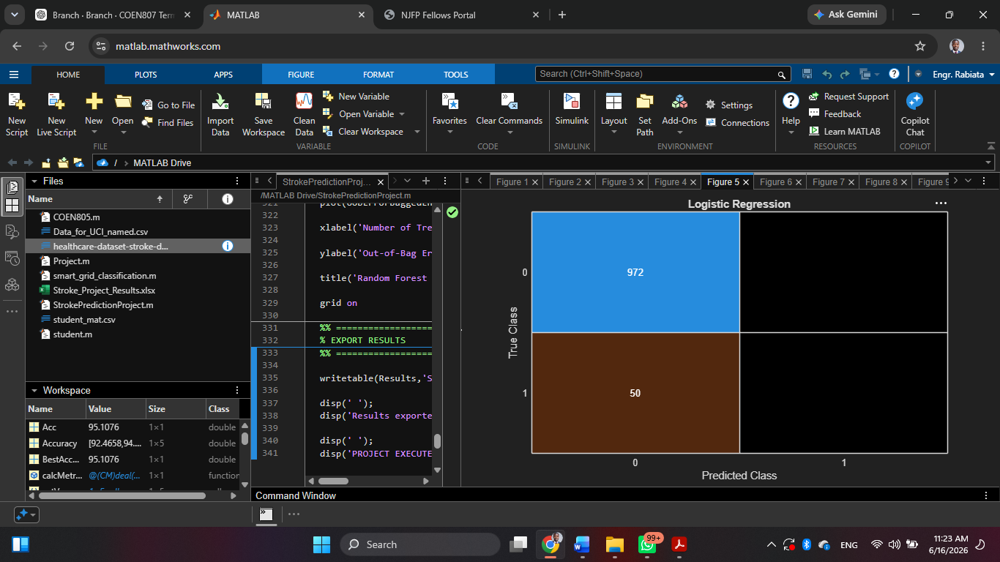 Branch · Branch · COEN807 Term
MATLAB
NJFP Fellows Portal
Ask Gemini
matlab.mathworks.com
HOME PLOTS APPS FIGURE FORMAT TOOLS
Search (Ctrl+Shift+Space)
Engr. Rabiata
New Script
New Live Script
New
Open
Go to File
Find Files
FILE
Import Data
Save Workspace
Clean Data
New Variable
Open Variable
Clear Workspace
VARIABLE
Favorites
Clear Commands
CODE
Simulink
SIMULINK
Layout
Set Path
Add-Ons
Settings
Connections
ENVIRONMENT
Help
Request Support
Feedback
Learn MATLAB
RESOURCES
Copilot Chat
COPILOT
/ > MATLAB Drive
Files
Name
COEN805.m
Data_for_UCI_named.csv
healthcare-dataset-stroke-d...
Project.m
smart_grid_classification.m
Stroke_Project_Results.xlsx
StrokePredictionProject.m
student_mat.csv
student.m
Workspace
Name Value Size Class
Acc 95.1076 1×1 double
Accuracy [92.4658,94.... 1×5 double
BestAcc... 95.1076 1×1 double
calcMetr... @(CM)deal(... 1×1 function
StrokePredictionProj...
/MATLAB Drive/StrokePredictionProject.m
322
323 xlabel('Number of Tre
324
325 ylabel('Out-of-Bag Er
326
327 title('Random Forest
328
329 grid on
330
331 %% ==================
332 % EXPORT RESULTS
333 %% ==================
334
335 writetable(Results,'S
336
337 disp(' ');
338 disp('Results exporte
339
340 disp(' ');
341 disp('PROJECT EXECUTE
Figure 1 Figure 2 Figure 3 Figure 4 Figure 5 Figure 6 Figure 7 Figure 8 Figure 9
Logistic Regression
True Class
0
972
1
50
0 1
Predicted Class
Command Window
Search
99+
ENG
11:23 AM
6/16/2026